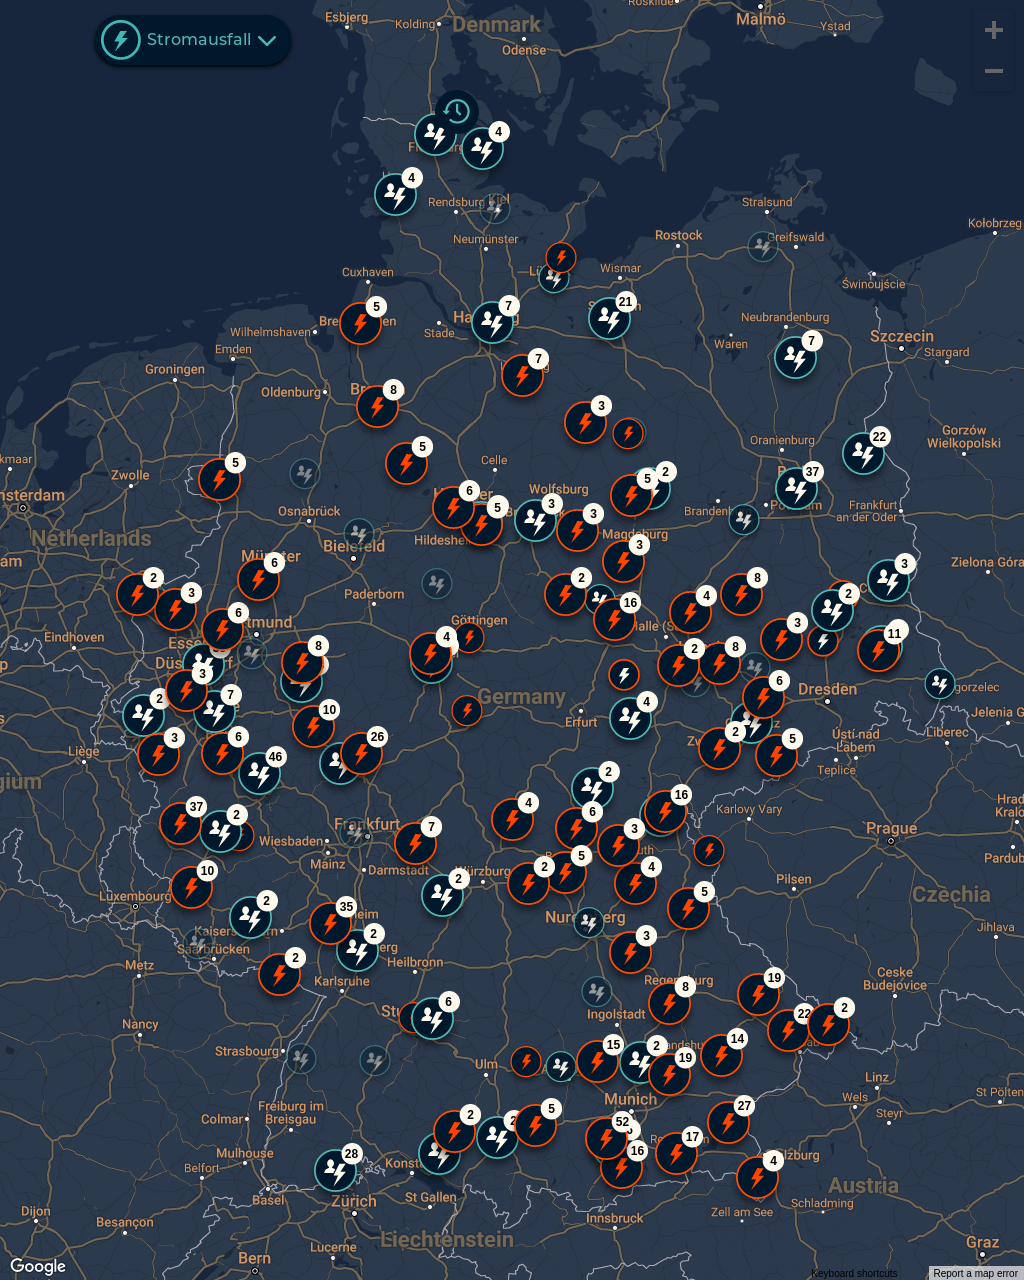 Esbjerg
Kolding
Denmark
Roskilde
Malmö
Ystad
Stromausfall
Odense
4
4
Rendsburg
Kiel
Stralsund
Kołobrzeg
Neumünster
Rostock
Greifswald
Cuxhaven
Wismar
Świnoujście
5
7
21
Wilhelmshaven
Stade
Neubrandenburg
Szczecin
Emden
Waren
7
Stargard
Groningen
7
Oldenburg
8
3
Gorzów
Wielkopolski
22
Oranienburg
5
Celle
5
Zwolle
2
37
5
Wolfsburg
6
3
5
3
Osnabrück
Frankfurt
an der Oder
Netherlands
Bielefeld
Magdeburg
3
Zielona Góra
6
3
2
3
Paderborn
2
8
2
4
16
6
Göttingen
3
11
Eindhoven
4
8
2
8
3
6
Dresden
2
7
Germany
4
Erfurt
10
Liberec
Ústí nad
Labem
3
6
26
2
5
Liège
46
Teplice
2
16
Karlovy Vary
37
2
4
6
3
7
Frankfurt
Prague
Wiesbaden
Mainz
Darmstadt
5
2
4
10
2
Pilsen
Luxembourg
5
Czechia
2
35
Jihlava
2
3
Saarbrücken
Heilbronn
Metz
2
Karlsruhe
19
8
Ceske
Budejovice
6
22
2
Ingolstadt
Nancy
14
15
2
19
Strasbourg
Ulm
Linz
Munich
Wels
St Pölten
Steyr
Colmar
Freiburg im
Breisgau
2
5
52
27
17
16
Mulhouse
28
4
Belfort
Basel
Zürich
St Gallen
Austria
Schladming
Dijon
Besançon
Zell am See
Innsbruck
Liechtenstein
Lucerne
Bern
Graz
Google
Keyboard shortcuts
Report a map error